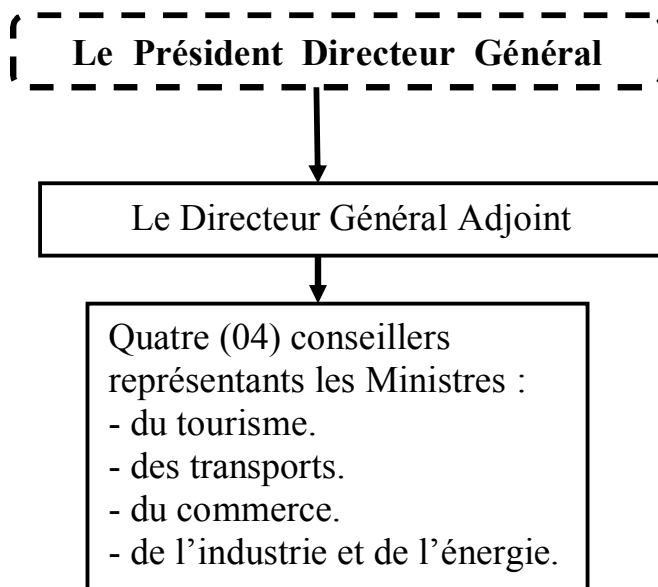 Le Président Directeur Général
Le Directeur Général Adjoint
Quatre (04) conseillers
représentants les Ministres :
- du tourisme.
- des transports.
- du commerce.
- de l’industrie et de l’énergie.